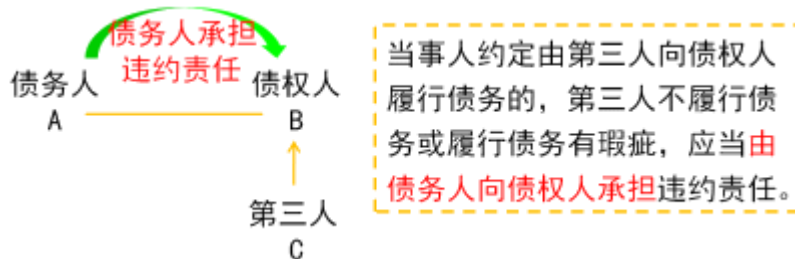 债务人承担
违约责任
债务人
A
债权人
B
第三人
C
当事人约定由第三人向债权人
履行债务的，第三人不履行债
务或履行债务有瑕疵，应当由
债务人向债权人承担违约责任。